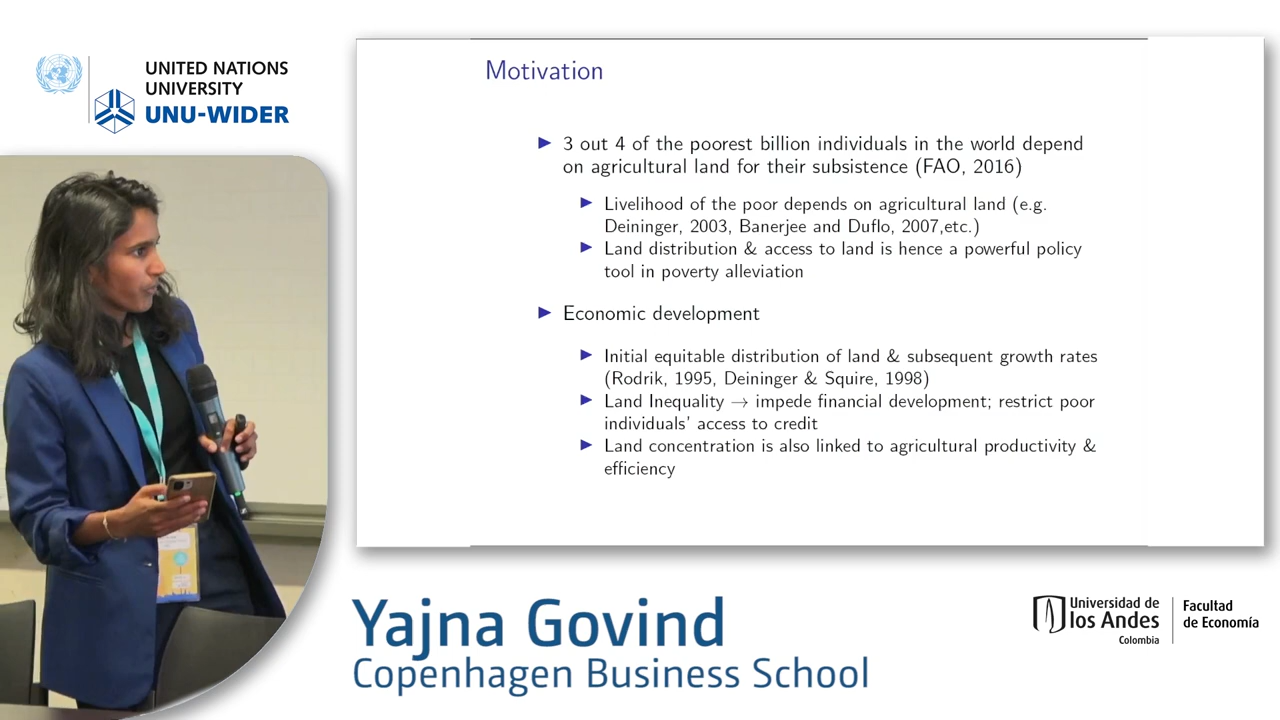 UNITED NATIONS
UNIVERSITY
UNU-WIDER
Motivation
3 out 4 of the poorest billion individuals in the world depend
on agricultural land for their subsistence (FAO, 2016)
Livelihood of the poor depends on agricultural land (e.g.
Deininger, 2003, Banerjee and Duflo, 2007,etc.)
Land distribution & access to land is hence a powerful policy
tool in poverty alleviation
Economic development
Initial equitable distribution of land & subsequent growth rates
(Rodrik, 1995, Deininger & Squire, 1998)
Land Inequality → impede financial development; restrict poor
individuals' access to credit
Land concentration is also linked to agricultural productivity &
efficiency
Yajna Govind
Copenhagen Business School
Universidad de
los Andes
Colombia
Facultad
de Economía